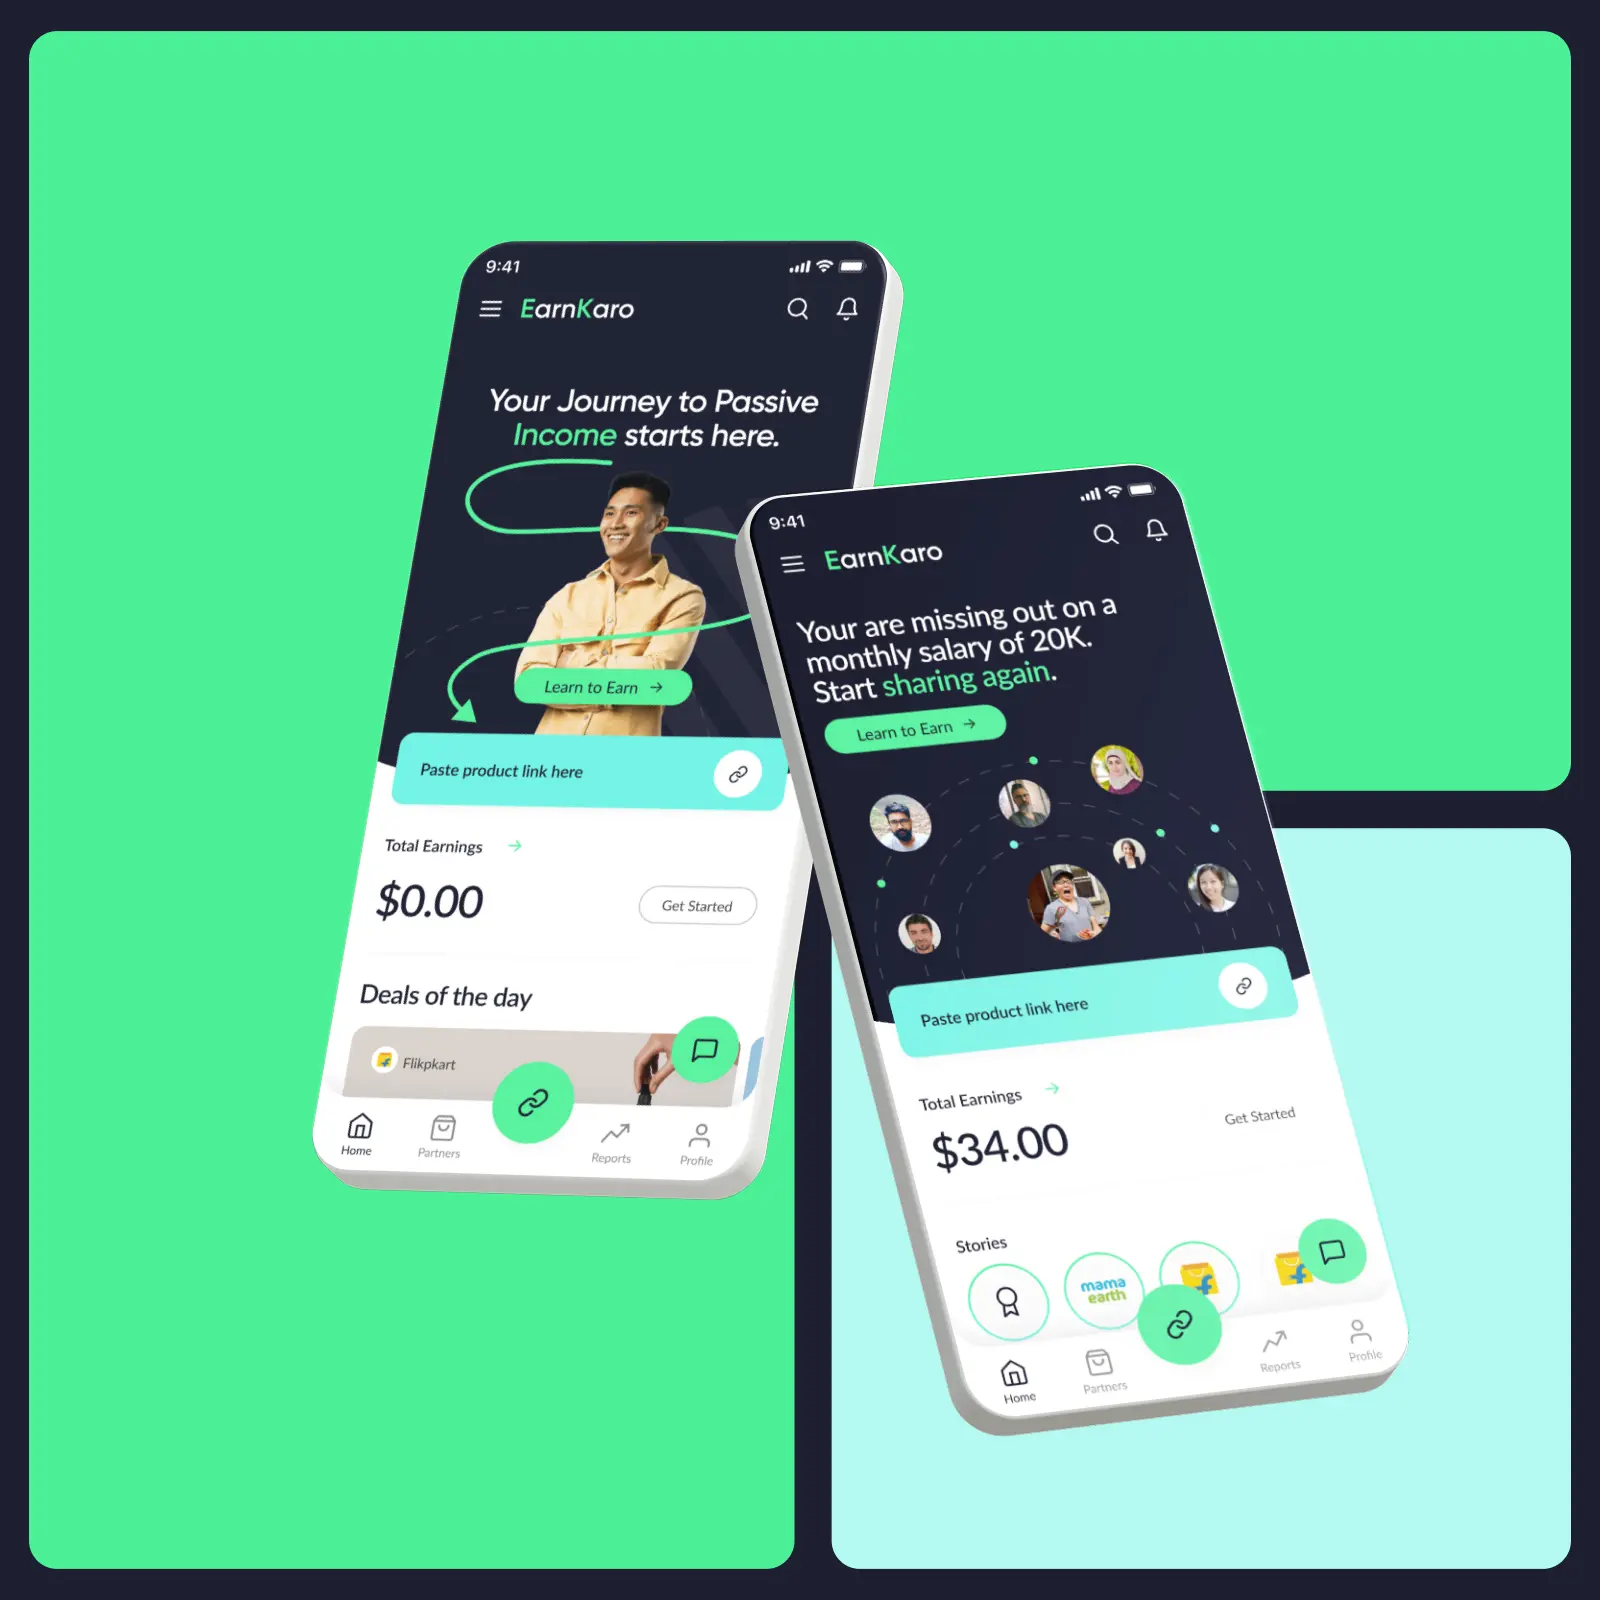 9:41
EarnKaro
Your Journey to Passive
Income starts here.
Learn to Earn
Paste product link here
Total Earnings
$0.00
Get Started
Deals of the day
Flikpkart
Home
Partners
Reports
Profile
9:41
EarnKaro
Your are missing out on a
monthly salary of 20K.
Start sharing again.
Learn to Earn
Paste product link here
Total Earnings
$34.00
Get Started
Stories
mama
earth
Home
Partners
Reports
Profile